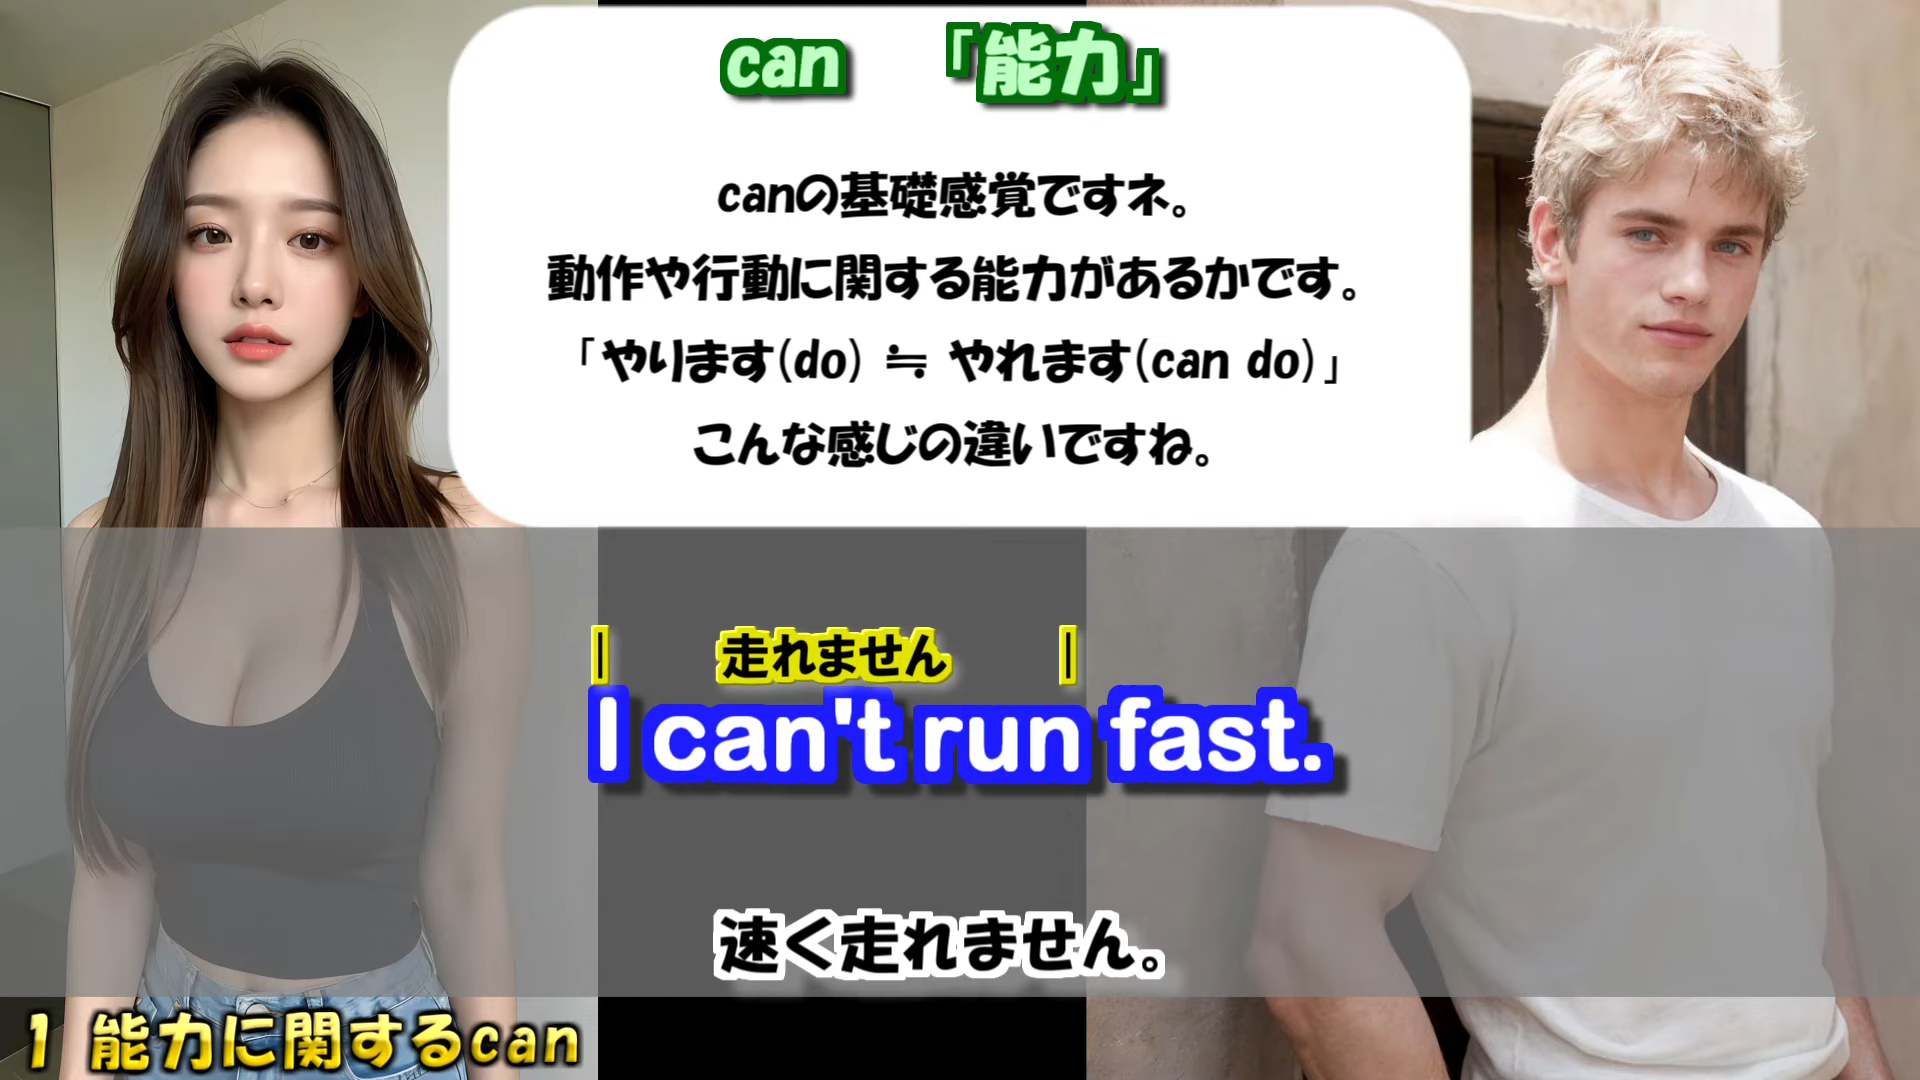 can 「能力」
canの基礎感覚ですネ。
動作や行動に関する能力があるかです。
「やります(do) ≒ やれます(can do)」
こんな感じの違いですね。
| 走れません |
I can't run fast.
速く走れません。
1 能力に関するcan